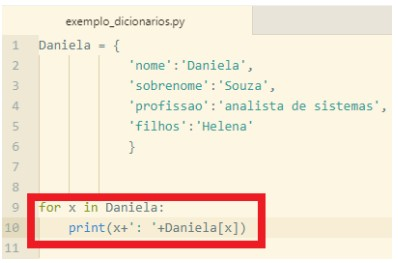 exemplo_dicionarios.py
1 Daniela = {
2 'nome':'Daniela',
3 'sobrenome':'Souza',
4 'profissao':'analista de sistemas',
5 'filhos':'Helena'
6 }
7
8
9 for x in Daniela:
10 print(x+': '+Daniela[x])
11